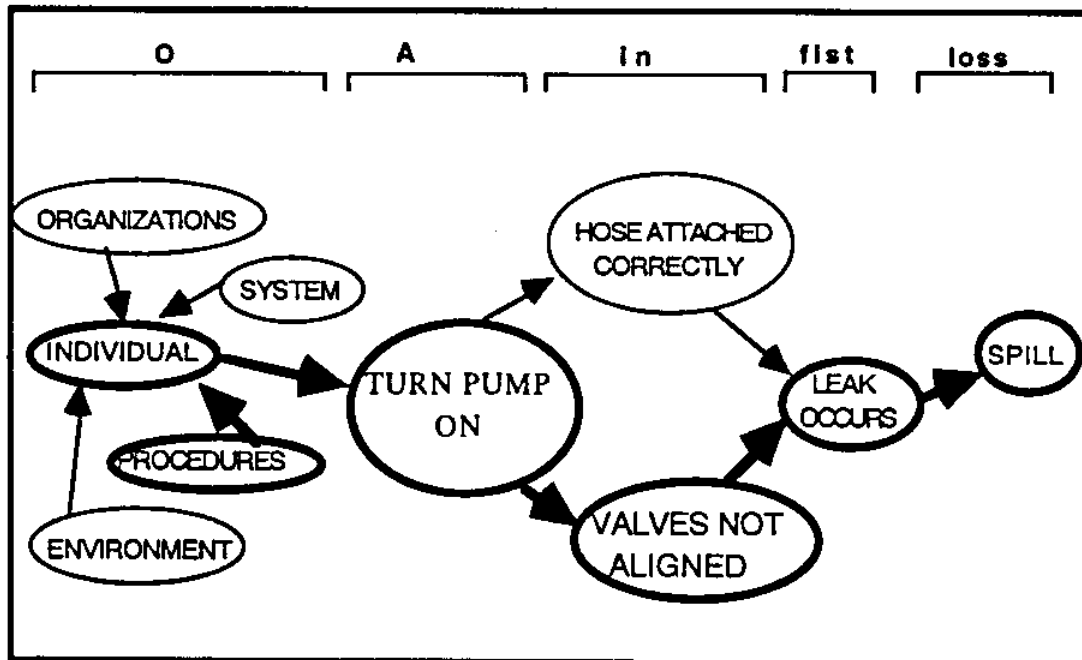 O A in fist loss
ORGANIZATIONS
SYSTEM
INDIVIDUAL
PROCEDURES
ENVIRONMENT
TURN PUMP
ON
HOSE ATTACHED
CORRECTLY
VALVES NOT
ALIGNED
LEAK
OCCURS
SPILL